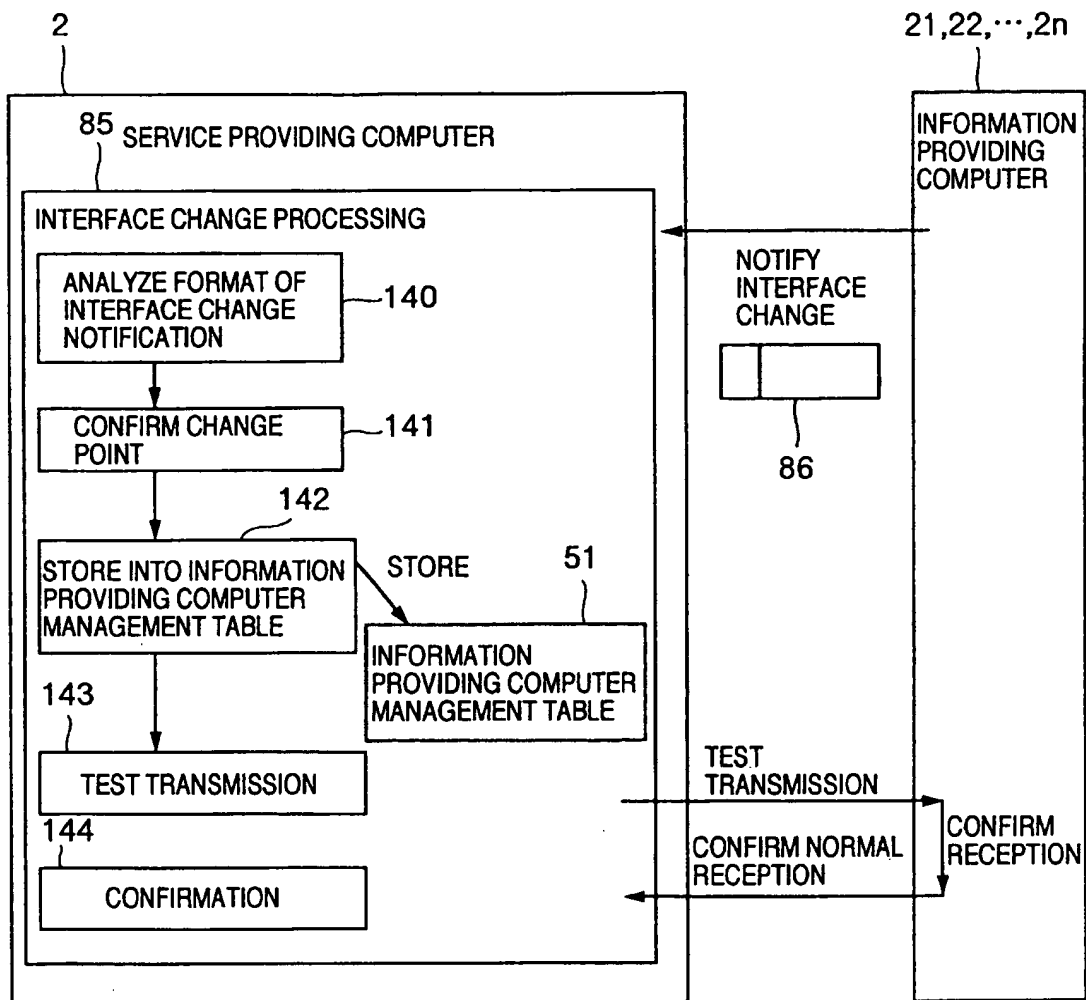 2
21,22,···,2n
85
SERVICE PROVIDING COMPUTER
INFORMATION
PROVIDING
COMPUTER
INTERFACE CHANGE PROCESSING
ANALYZE FORMAT OF
INTERFACE CHANGE
NOTIFICATION
140
NOTIFY
INTERFACE
CHANGE
86
CONFIRM CHANGE
POINT
141
142
STORE INTO INFORMATION
PROVIDING COMPUTER
MANAGEMENT TABLE
STORE
51
INFORMATION
PROVIDING COMPUTER
MANAGEMENT TABLE
143
TEST TRANSMISSION
TEST
TRANSMISSION
144
CONFIRMATION
CONFIRM NORMAL
RECEPTION
CONFIRM
RECEPTION